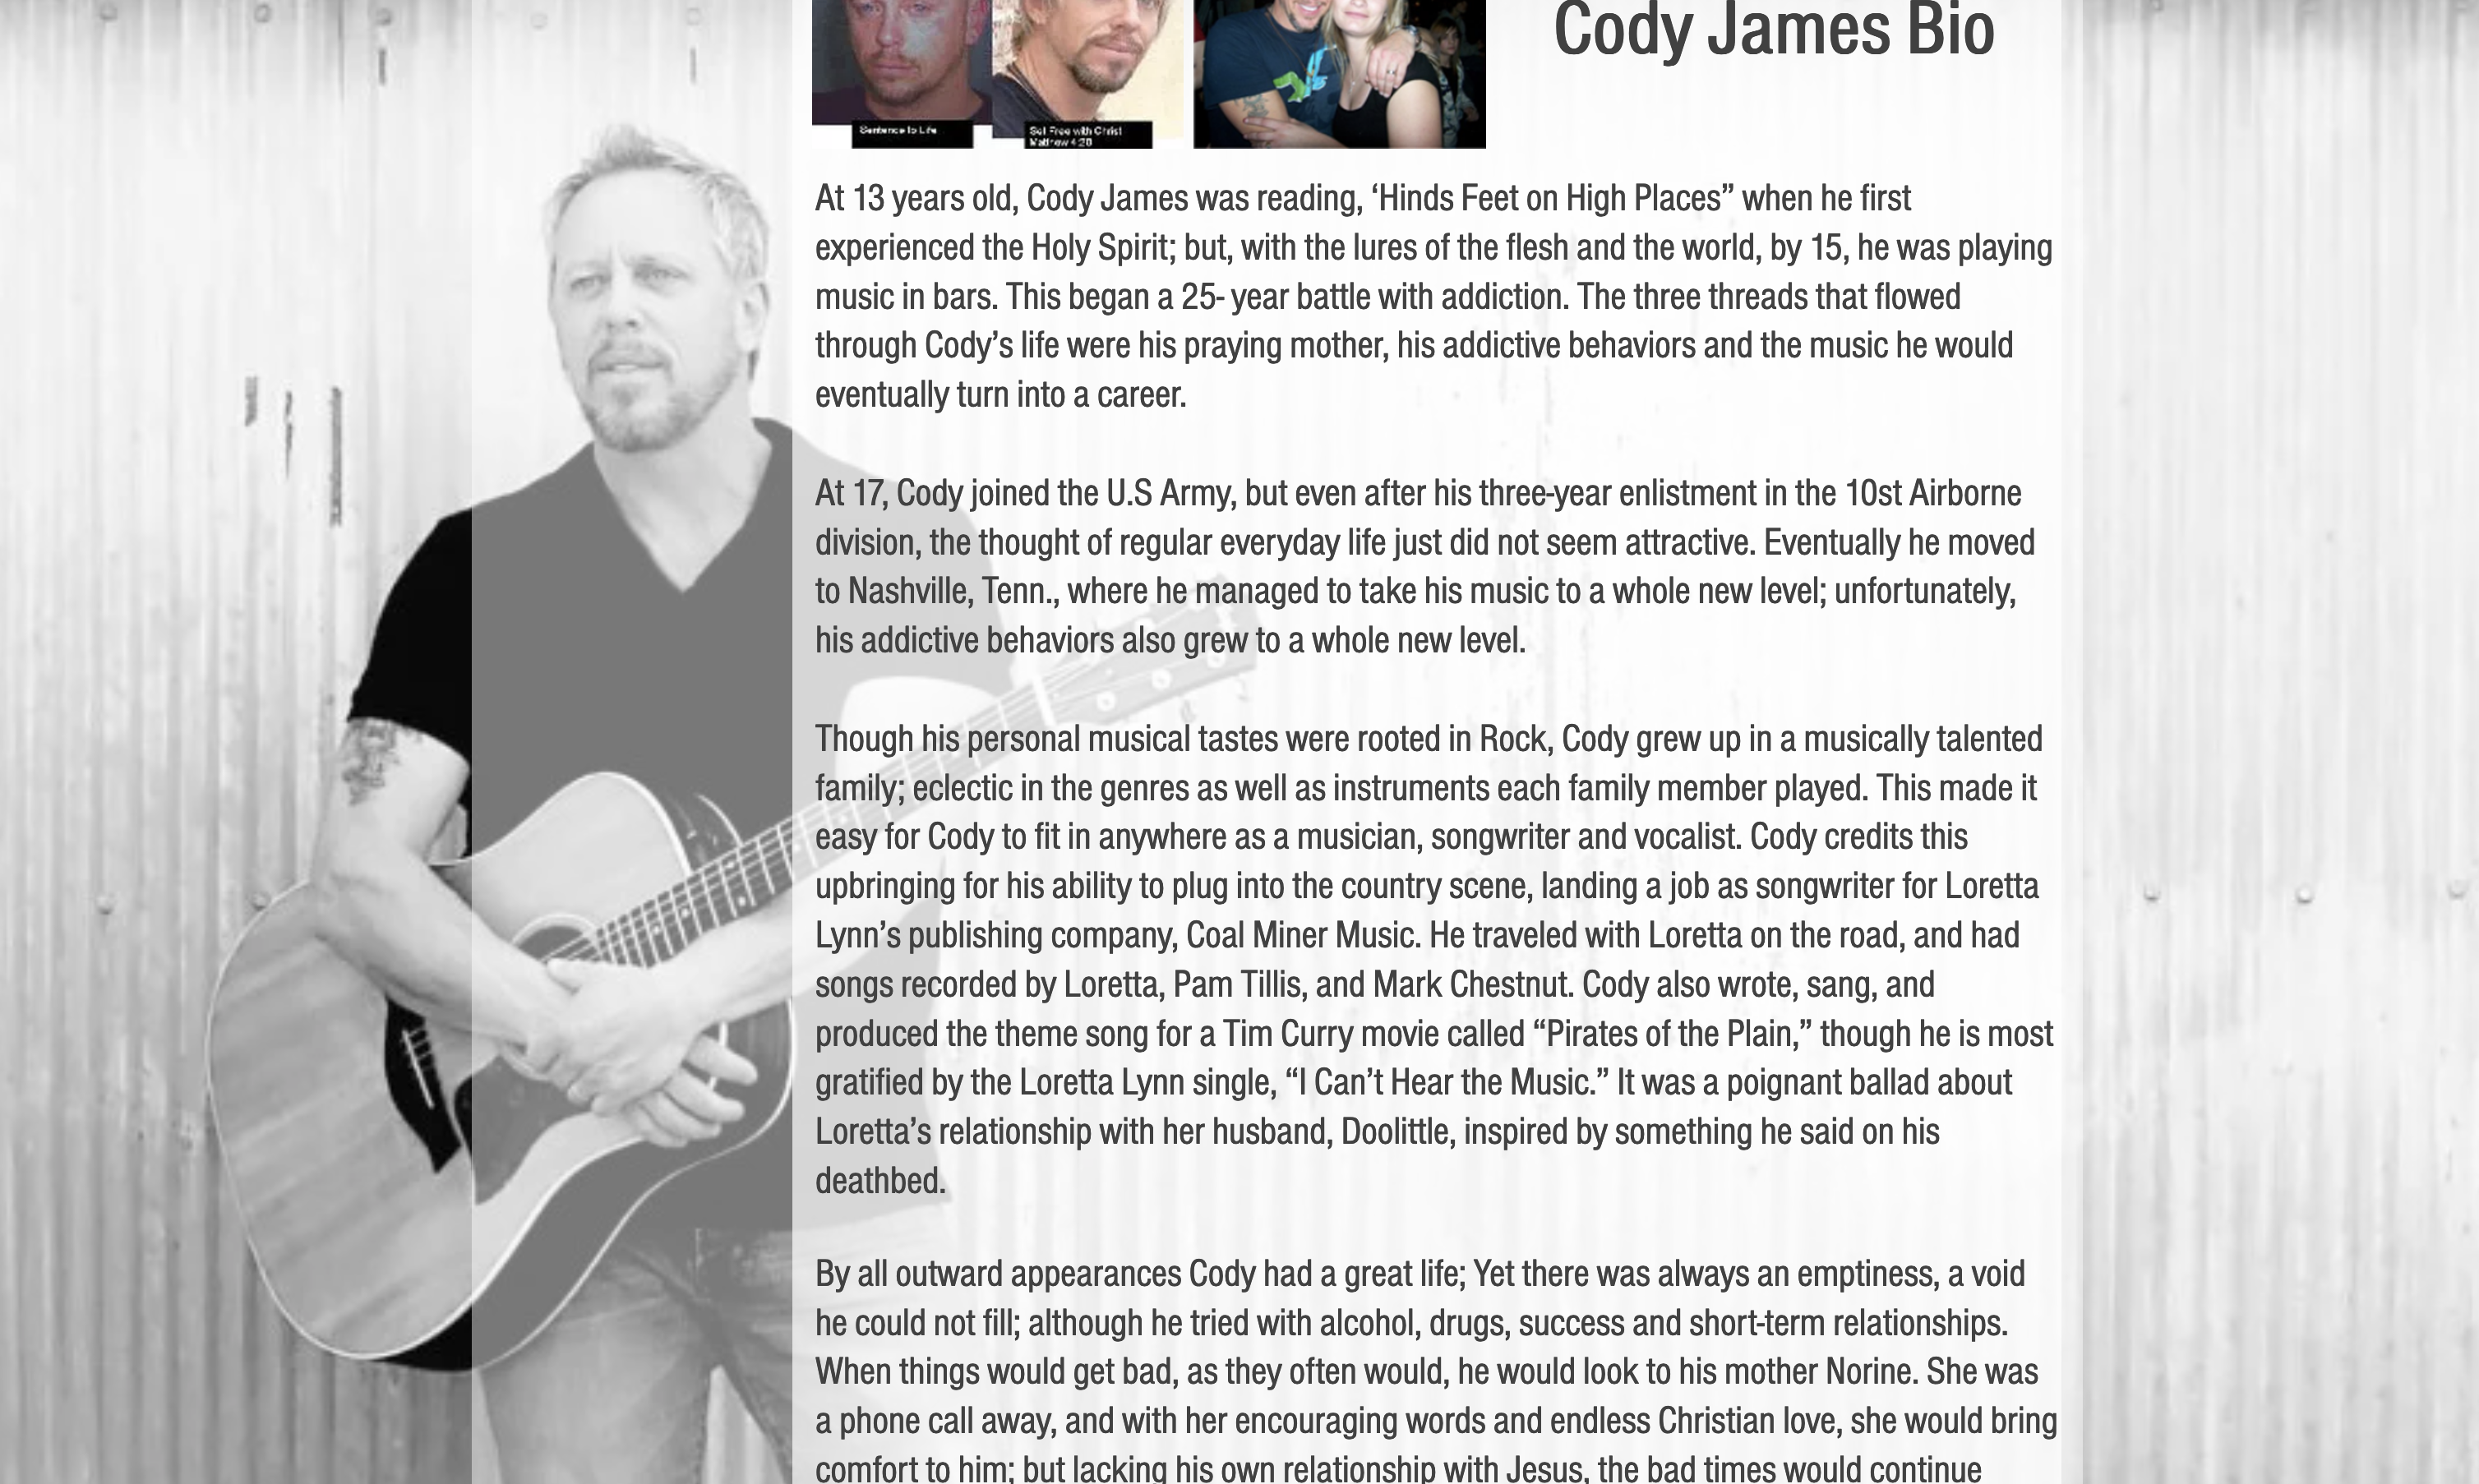 Cody James Bio
Sentence to Life
Set Free with Christ
Matthew 4:20
At 13 years old, Cody James was reading, ‘Hinds Feet on High Places” when he first
experienced the Holy Spirit; but, with the lures of the flesh and the world, by 15, he was playing
music in bars. This began a 25- year battle with addiction. The three threads that flowed
through Cody’s life were his praying mother, his addictive behaviors and the music he would
eventually turn into a career.
At 17, Cody joined the U.S Army, but even after his three-year enlistment in the 10st Airborne
division, the thought of regular everyday life just did not seem attractive. Eventually he moved
to Nashville, Tenn., where he managed to take his music to a whole new level; unfortunately,
his addictive behaviors also grew to a whole new level.
Though his personal musical tastes were rooted in Rock, Cody grew up in a musically talented
family; eclectic in the genres as well as instruments each family member played. This made it
easy for Cody to fit in anywhere as a musician, songwriter and vocalist. Cody credits this
upbringing for his ability to plug into the country scene, landing a job as songwriter for Loretta
Lynn’s publishing company, Coal Miner Music. He traveled with Loretta on the road, and had
songs recorded by Loretta, Pam Tillis, and Mark Chestnut. Cody also wrote, sang, and
produced the theme song for a Tim Curry movie called “Pirates of the Plain,” though he is most
gratified by the Loretta Lynn single, “I Can’t Hear the Music.” It was a poignant ballad about
Loretta’s relationship with her husband, Doolittle, inspired by something he said on his
deathbed.
By all outward appearances Cody had a great life; Yet there was always an emptiness, a void
he could not fill; although he tried with alcohol, drugs, success and short-term relationships.
When things would get bad, as they often would, he would look to his mother Norine. She was
a phone call away, and with her encouraging words and endless Christian love, she would bring
comfort to him; but lacking his own relationship with Jesus, the bad times would continue